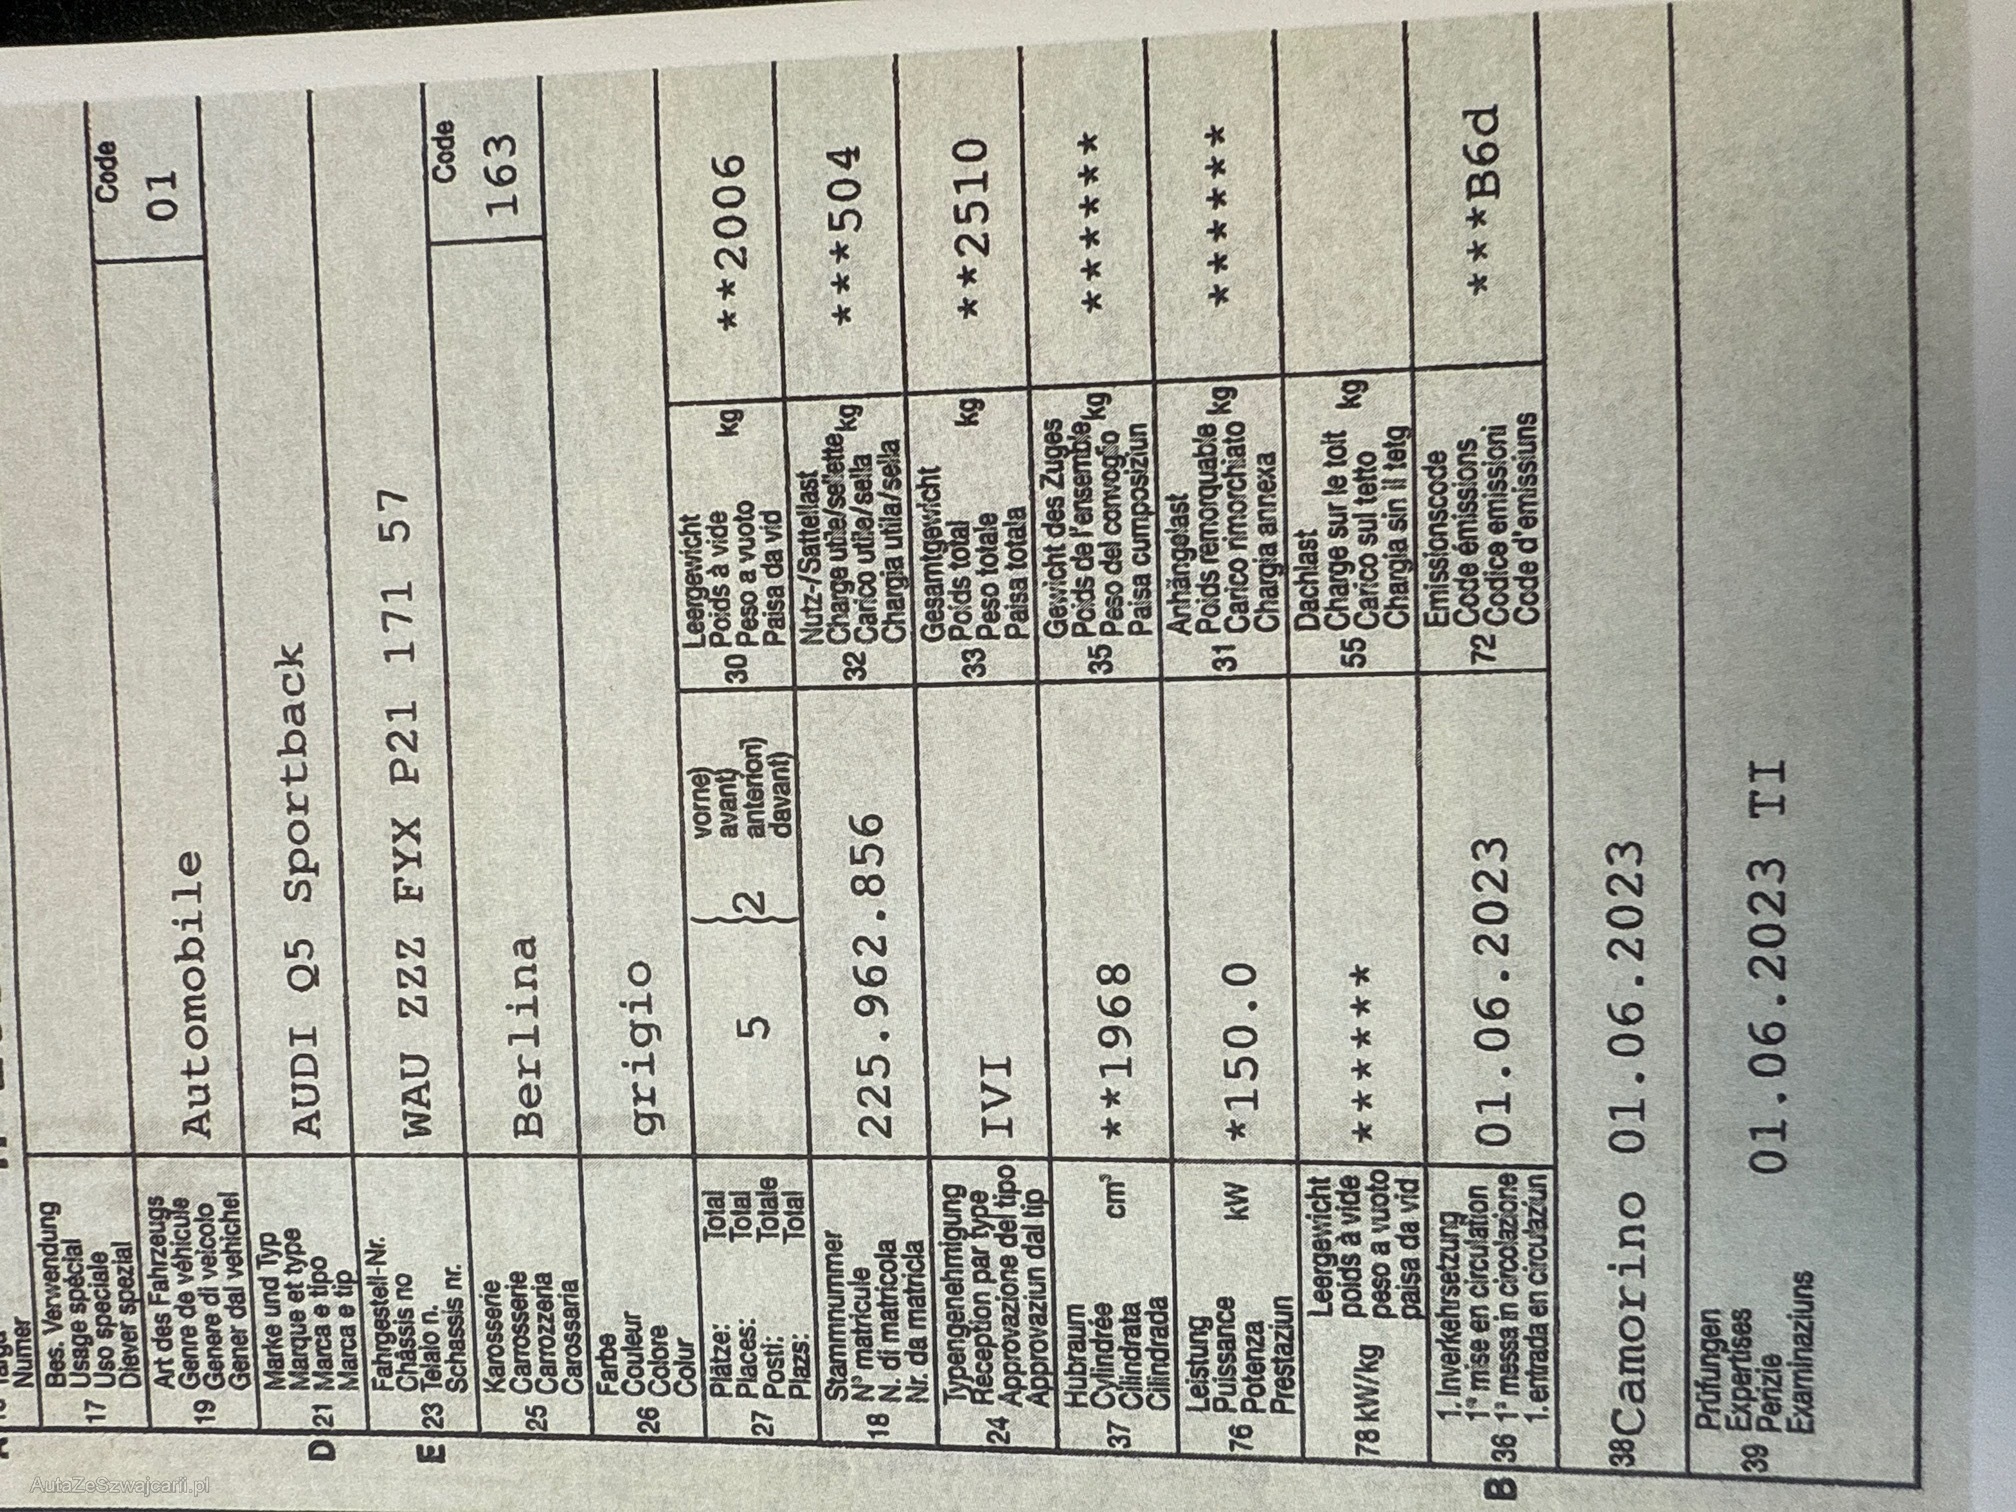 Numer
17 Bes. Verwendung
Usage spécial
Uso speciale
Diever spezial
19 Art des Fahrzeugs
Genre de véhicule
Genere di veicolo
Gener dal vehichel
Automobile
Code
01
D 21 Marke und Typ
Marque et type
Marca e tipo
Marca e tip
AUDI Q5 Sportback
E 23 Fahrgestell-Nr.
Châssis no
Telaio n.
Schassis nr.
WAU ZZZ FYX P21 171 57
25 Karosserie
Carrosserie
Carrozzeria
Carossaria
Berlina
Code
163
26 Farbe
Couleur
Colore
Colur
grigio
27 Plätze: Total
Places: Total
Posti: Totale
Plazs: Total
5 { 2
vorne)
avant)
anteriori)
davant)
30 Leergewicht
Poids à vide
Peso a vuoto
Paisa da vid
kg
**2006
18 Stammnummer
N° matricule
N. di matricola
Nr. da matricla
225.962.856
32 Nutz-/Sattellast
Charge utile/sellette
Carico utile/sella
Chargia utila/sella
kg
***504
24 Typengenehmigung
Réception par type
Approvazione del tipo
Approvaziun dal tip
IVI
33 Gesamtgewicht
Poids total
Peso totale
Paisa totala
kg
**2510
37 Hubraum
Cylindrée
Cilindrata
Cilindrada
cm³
**1968
35 Gewicht des Zuges
Poids de l'ensemble
Peso del convoglio
Paisa cumposiziun
kg
******
76 Leistung
Puissance
Potenza
Prestaziun
kW
*150.0
31 Anhängelast
Poids remorquable
Carico rimorchiato
Chargia annexa
kg
******
78 kW/kg Leergewicht
poids à vide
peso a vuoto
paisa da vid
******
55 Dachlast
Charge sur le toit
Carico sul tetto
Chargia sin il tetg
kg
B 36 1. Inverkehrsetzung
1ᵉ mise en circulation
1ª messa in circolazione
1. entrada en circulaziun
01.06.2023
72 Emissionscode
Code émissions
Codice emissioni
Code d'emissiuns
***B6d
38 Camorino 01.06.2023
39 Prüfungen
Expertises
Perizie
Examinaziuns
01.06.2023 TI
AutaZeSzwajcarii.pl